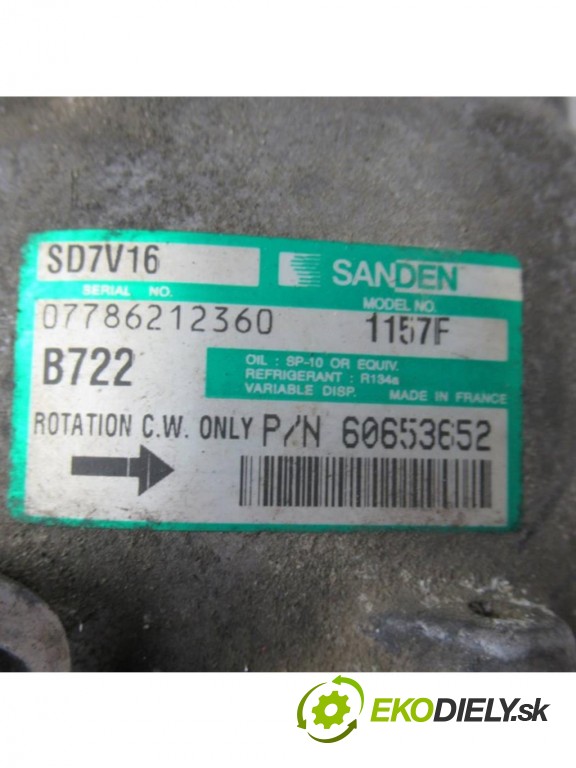 SD7V16
SANDEN
SERIAL NO.
MODEL NO.
07786212360
1157F
B722
OIL : SP-10 OR EQUIV.
REFRIGERANT : R134a
VARIABLE DISP. MADE IN FRANCE
ROTATION C.W. ONLY P/N 60653652
EKODIELY.sk